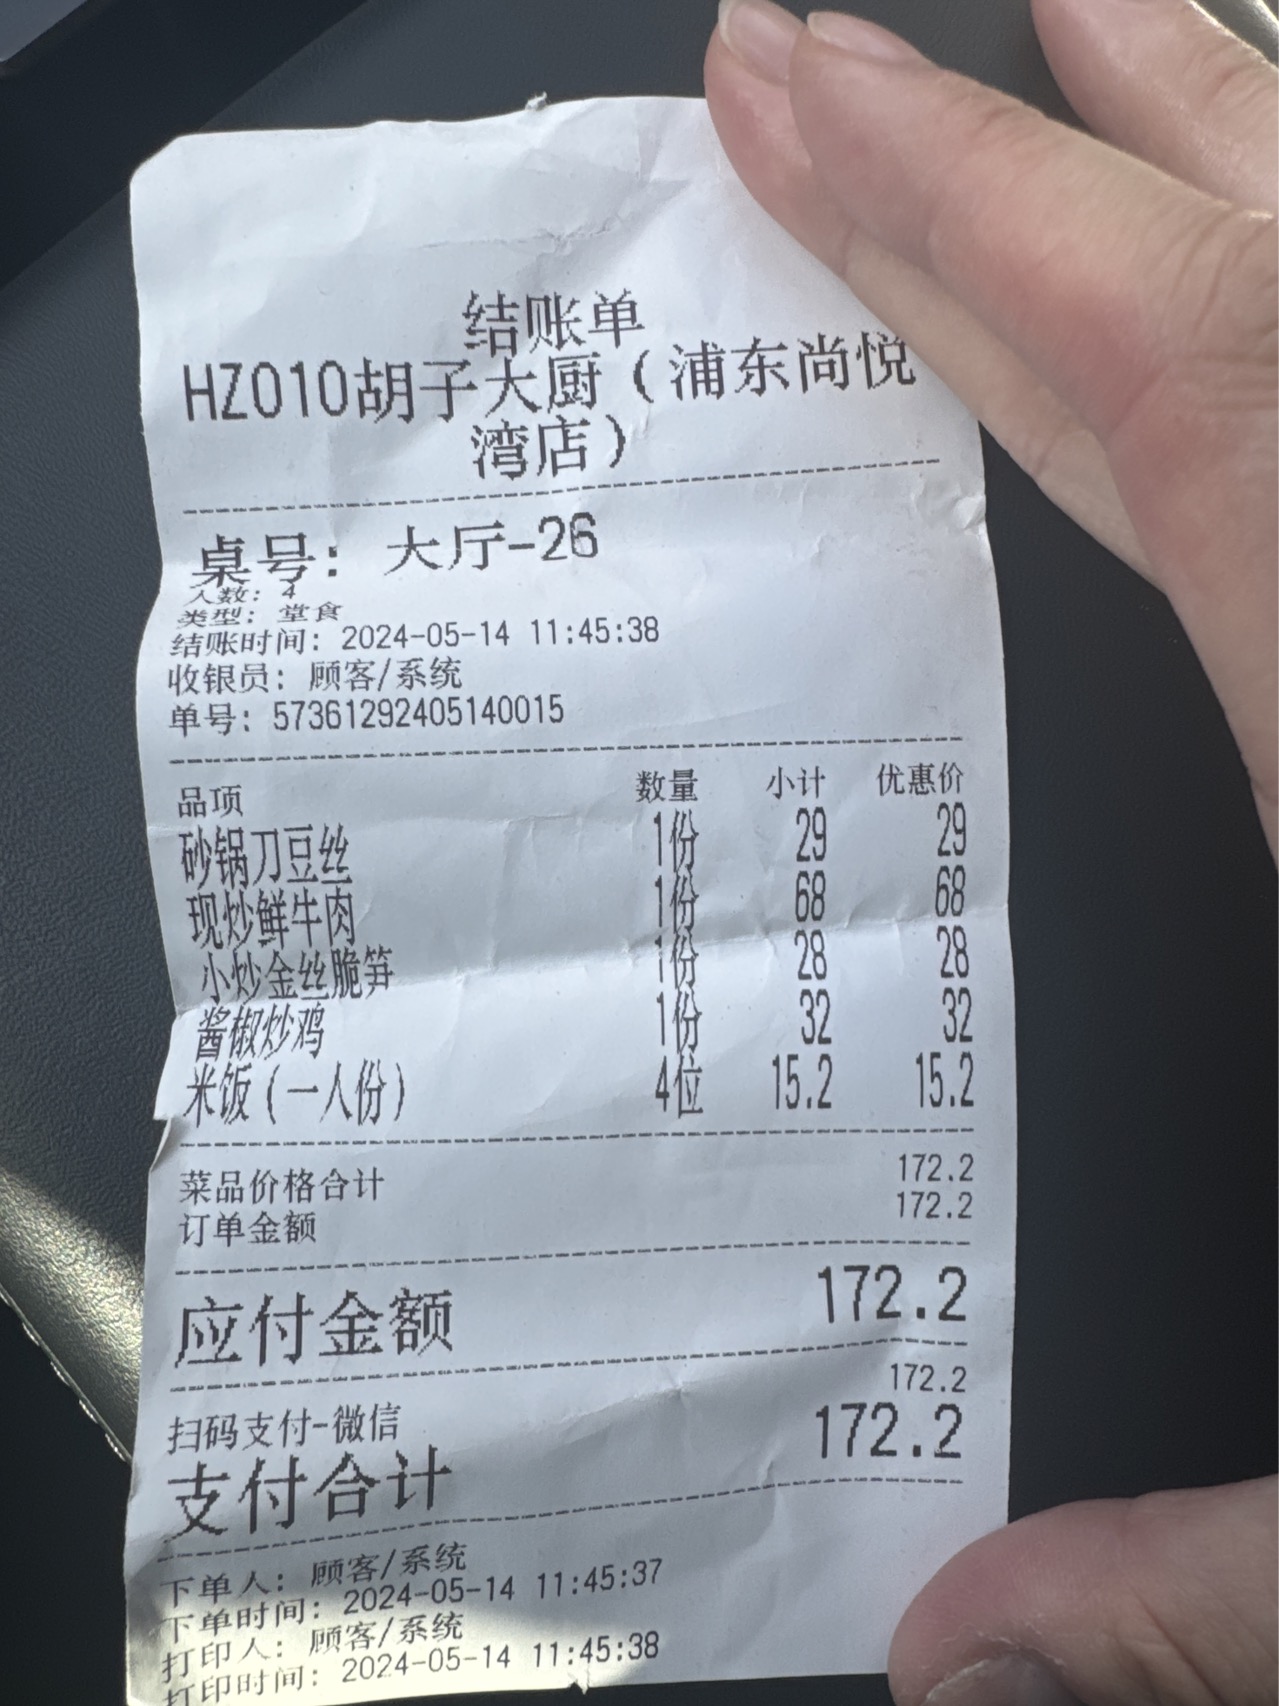 结账单
HZ010胡子大厨（浦东尚悦
湾店）
桌号：大厅-26
人数：4
类型：堂食
结账时间：2024-05-14 11:45:38
收银员：顾客/系统
单号：57361292405140015
品项 数量 小计 优惠价
砂锅刀豆丝 1份 29 29
现炒鲜牛肉 1份 68 68
小炒金丝脆笋 1份 28 28
酱椒炒鸡 1份 32 32
米饭（一人份） 4位 15.2 15.2
菜品价格合计 172.2
订单金额 172.2
应付金额 172.2
扫码支付-微信 172.2
支付合计 172.2
下单人：顾客/系统
下单时间：2024-05-14 11:45:37
打印人：顾客/系统
打印时间：2024-05-14 11:45:38